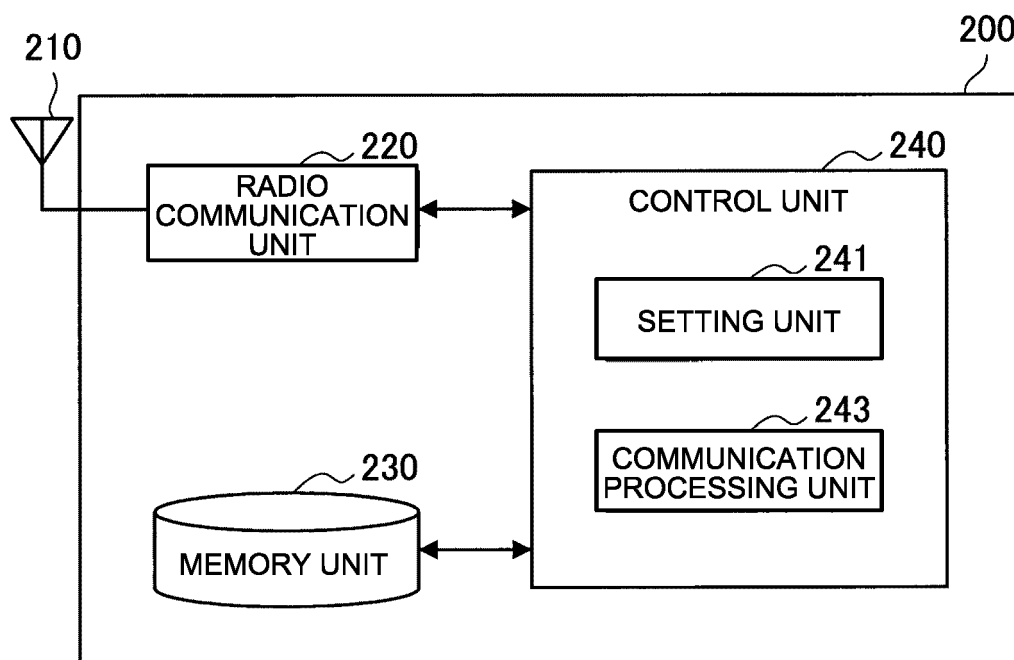 200
210
220
RADIO
COMMUNICATION
UNIT
240
CONTROL UNIT
241
SETTING UNIT
243
COMMUNICATION
PROCESSING UNIT
230
MEMORY UNIT